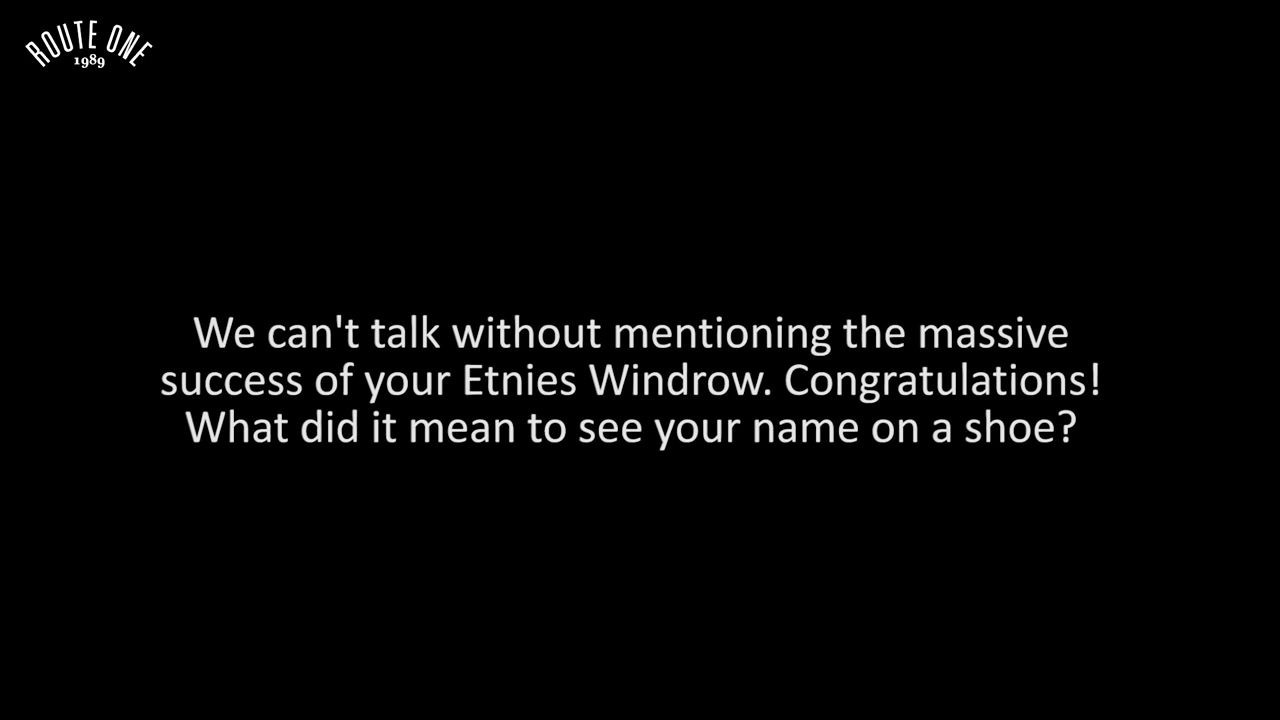 ROUTE ONE
1989
We can't talk without mentioning the massive
success of your Etnies Windrow. Congratulations!
What did it mean to see your name on a shoe?